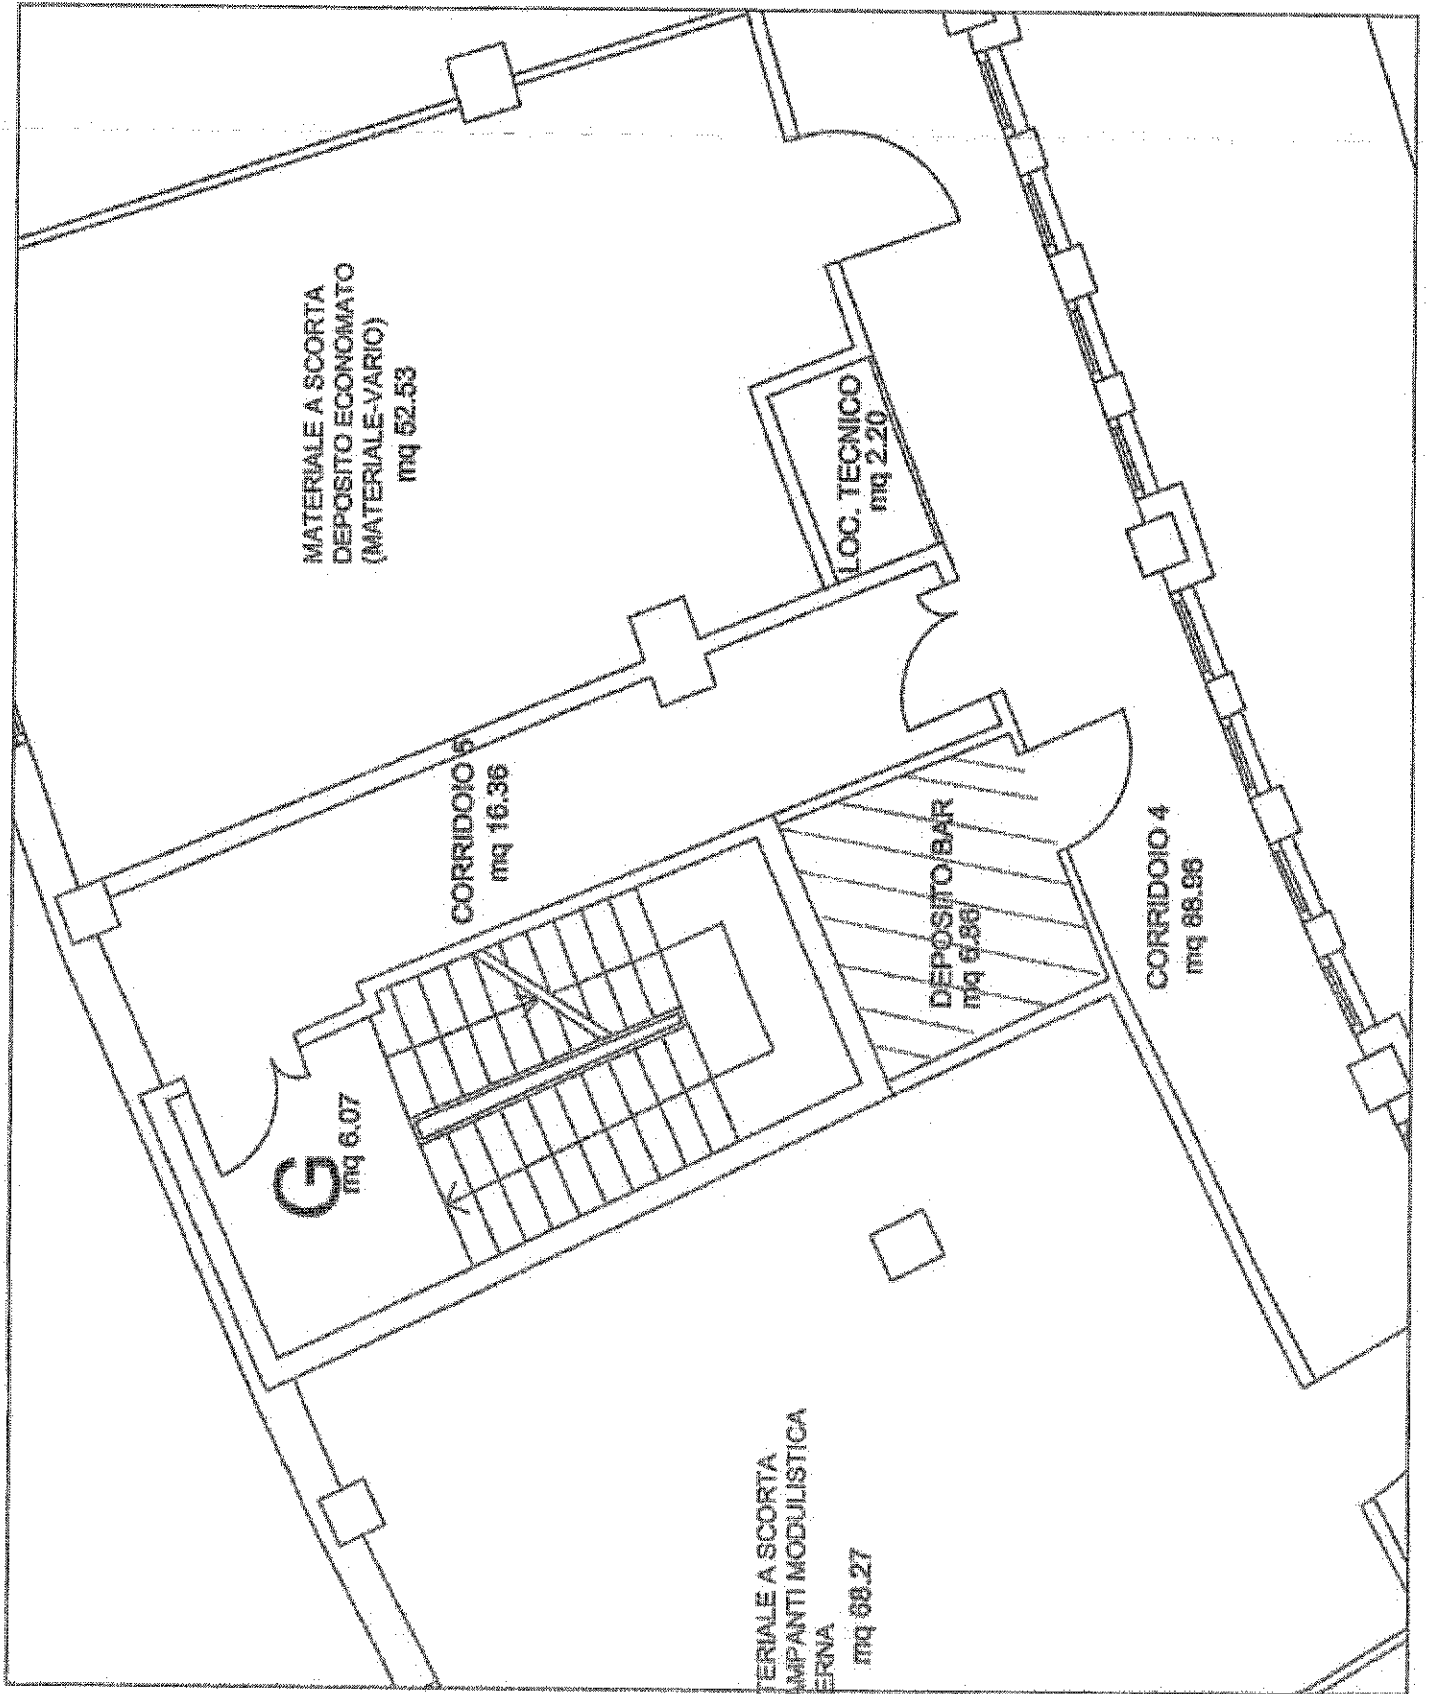 MATERIALE A SCORTA
DEPOSITO ECONOMATO
(MATERIALE-VARIO)
mq 52.53
LOC. TECNICO
mq 2.20
CORRIDOIO 5
mq 16.36
DEPOSITO BAR
mq 6.86
CORRIDOIO 4
mq 88.96
G
mq 6.07
TERIALE A SCORTA
AMPANTI MODULISTICA
ERNA
mq 68.27